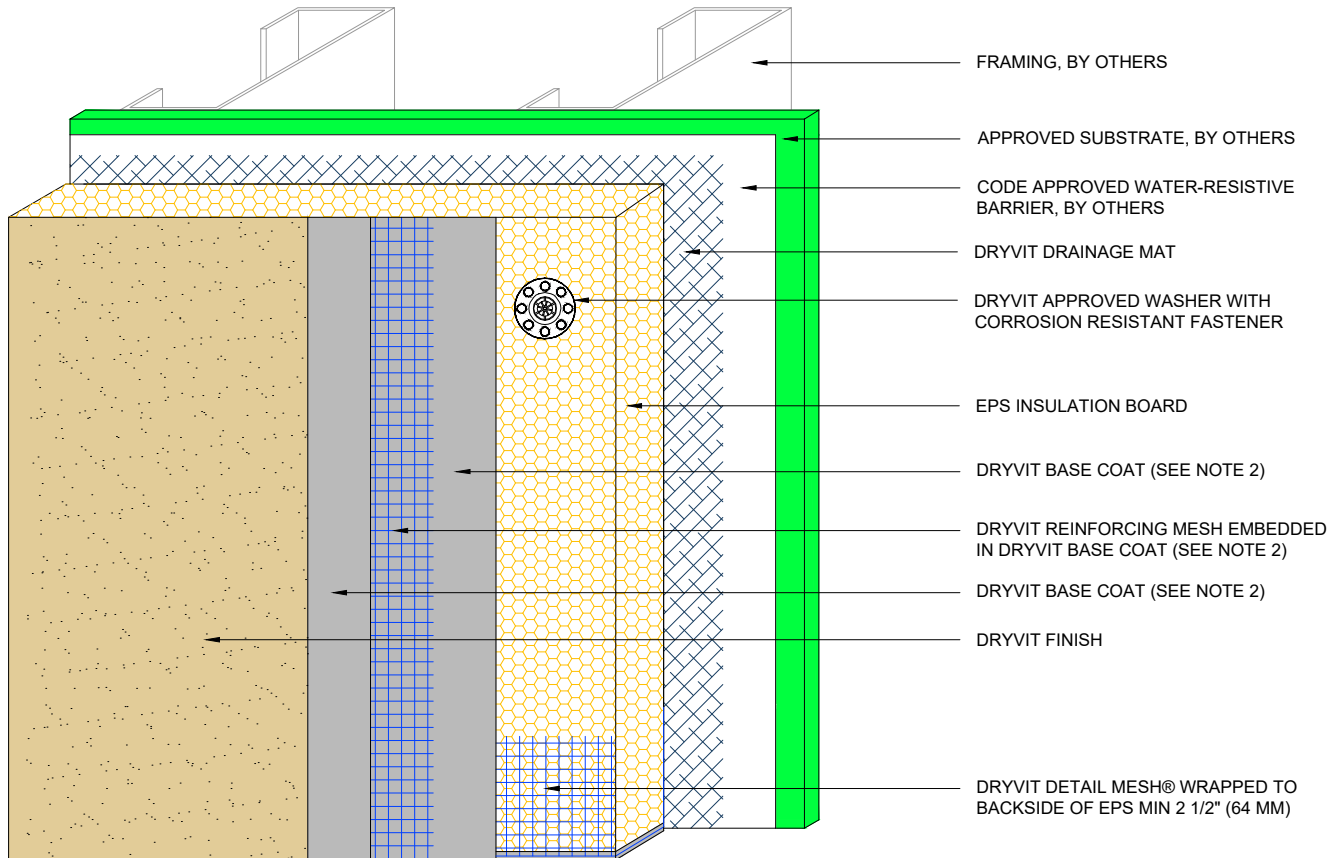 FRAMING, BY OTHERS
APPROVED SUBSTRATE, BY OTHERS
CODE APPROVED WATER-RESISTIVE
BARRIER, BY OTHERS
DRYVIT DRAINAGE MAT
DRYVIT APPROVED WASHER WITH
CORROSION RESISTANT FASTENER
EPS INSULATION BOARD
DRYVIT BASE COAT (SEE NOTE 2)
DRYVIT REINFORCING MESH EMBEDDED
IN DRYVIT BASE COAT (SEE NOTE 2)
DRYVIT BASE COAT (SEE NOTE 2)
DRYVIT FINISH
DRYVIT DETAIL MESH® WRAPPED TO
BACKSIDE OF EPS MIN 2 1/2" (64 MM)